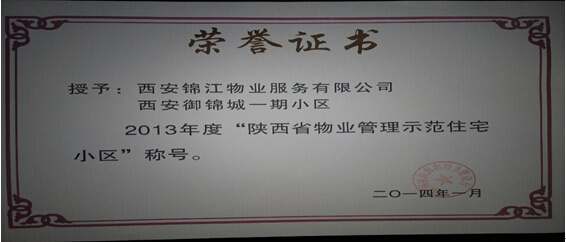 荣誉证书
授予：西安锦江物业服务有限公司
西安御锦城一期小区
2013年度“陕西省物业管理示范住宅
小区”称号。
二〇一四年一月